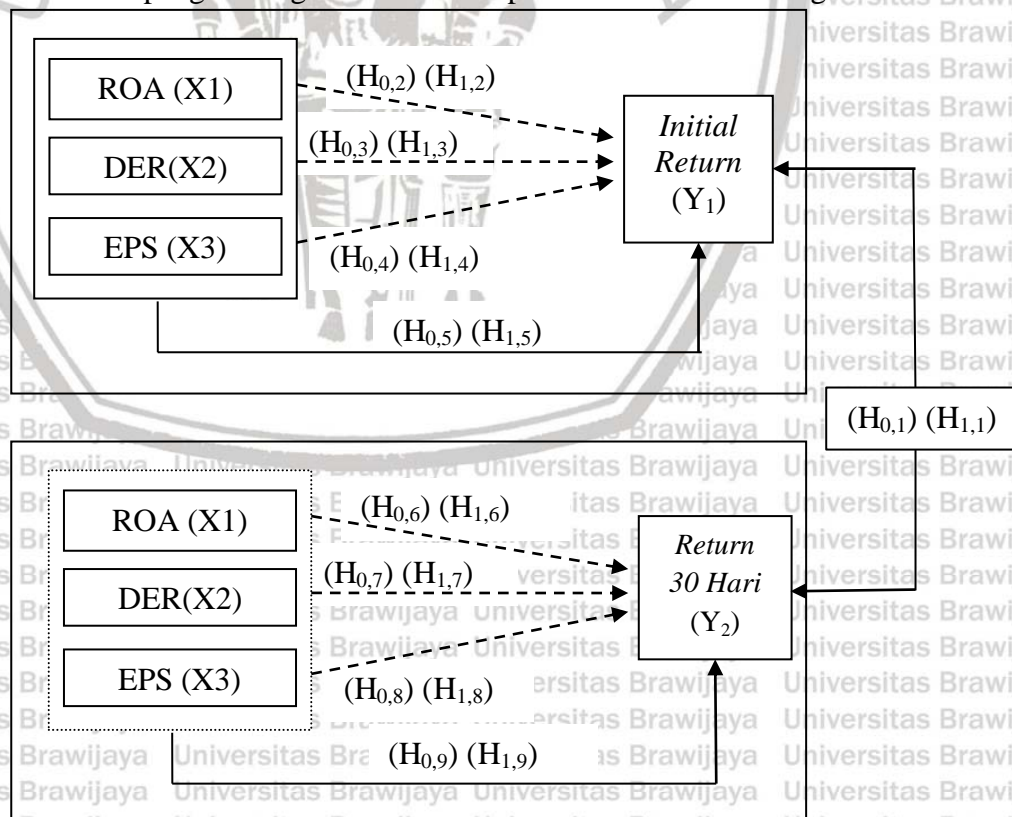 ROA (X1)
DER(X2)
EPS (X3)
(H0,2) (H1,2)
(H0,3) (H1,3)
(H0,4) (H1,4)
(H0,5) (H1,5)
Initial
Return
(Y1)
(H0,1) (H1,1)
ROA (X1)
DER(X2)
EPS (X3)
(H0,6) (H1,6)
(H0,7) (H1,7)
(H0,8) (H1,8)
(H0,9) (H1,9)
Return
30 Hari
(Y2)
Universitas Brawijaya